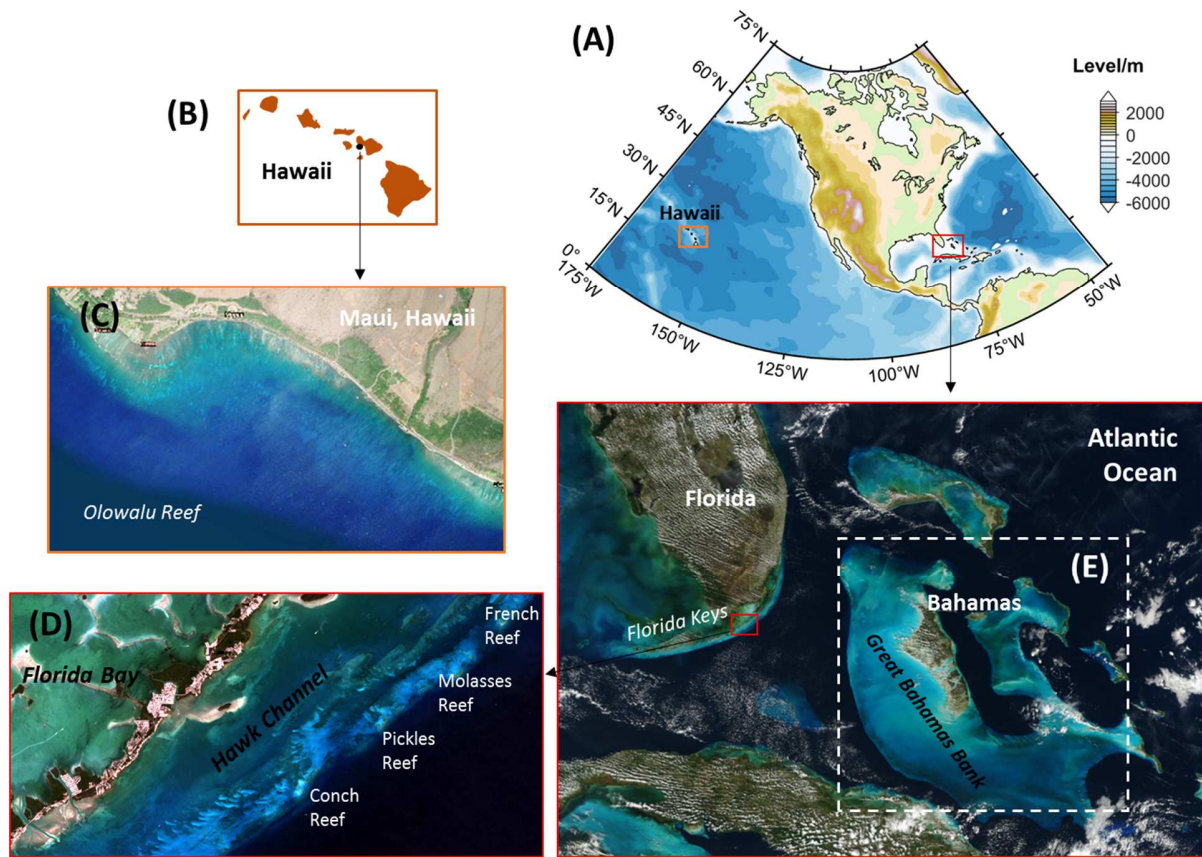 (A)
75°N
60°N
45°N
30°N
15°N
0°
175°W
150°W
125°W
100°W
75°W
50°W
Hawaii
Level/m
2000
0
-2000
-4000
-6000
(B)
Hawaii
(C)
Maui, Hawaii
Olowalu Reef
(D)
Florida Bay
Hawk Channel
French
Reef
Molasses
Reef
Pickles
Reef
Conch
Reef
Florida
Florida Keys
Atlantic
Ocean
(E)
Bahamas
Great Bahamas Bank